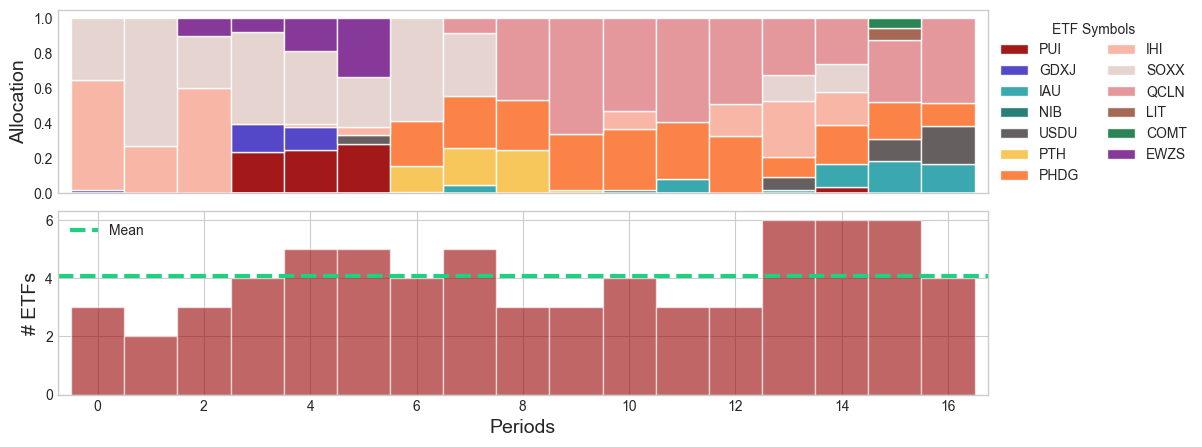 1.0
0.8
0.6
0.4
0.2
0.0
Allocation
ETF Symbols
PUI IHI
GDXJ SOXX
IAU QCLN
NIB LIT
USDU COMT
PTH EWZS
PHDG
6
4
2
0
# ETFs
Mean
0 2 4 6 8 10 12 14 16
Periods